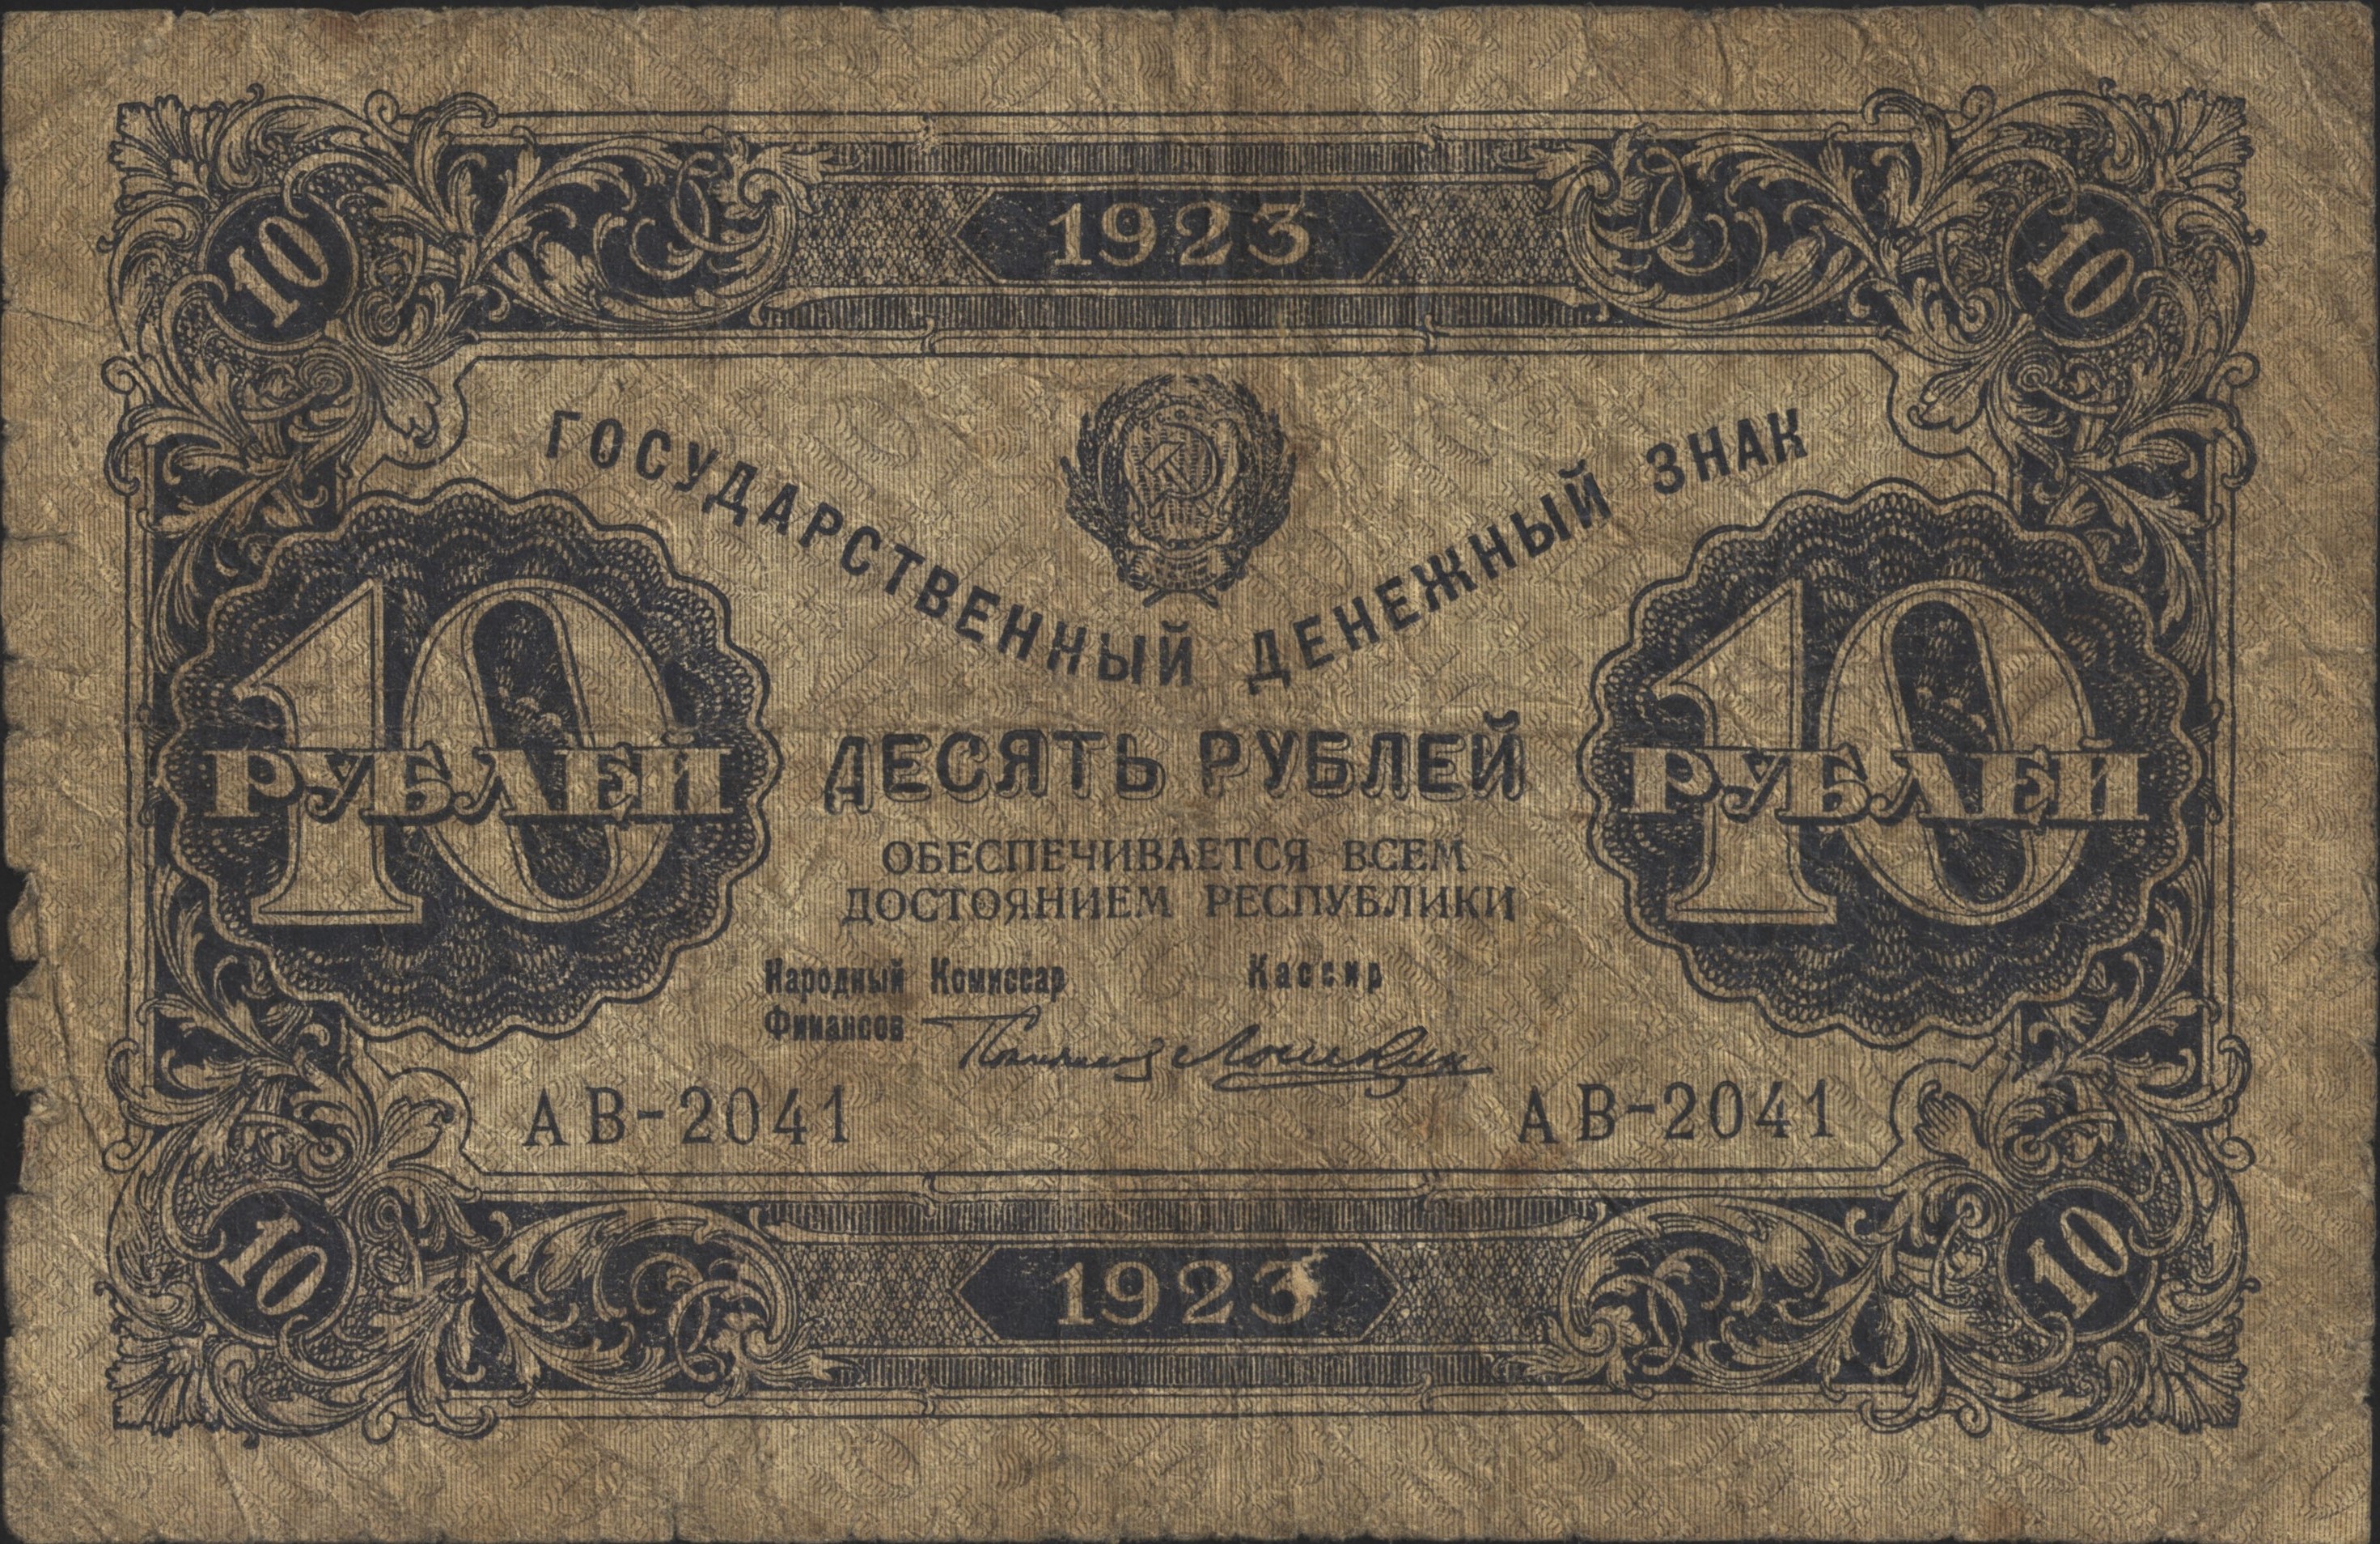 1923
10
10
ГОСУДАРСТВЕННЫЙ ДЕНЕЖНЫЙ ЗНАК
10
РУБЛЕЙ
10
РУБЛЕЙ
ДЕСЯТЬ РУБЛЕЙ
ОБЕСПЕЧИВАЕТСЯ ВСЕМ
ДОСТОЯНИЕМ РЕСПУБЛИКИ
Народный Комиссар
Финансов
Кассир
АВ-2041
АВ-2041
10
10
1923